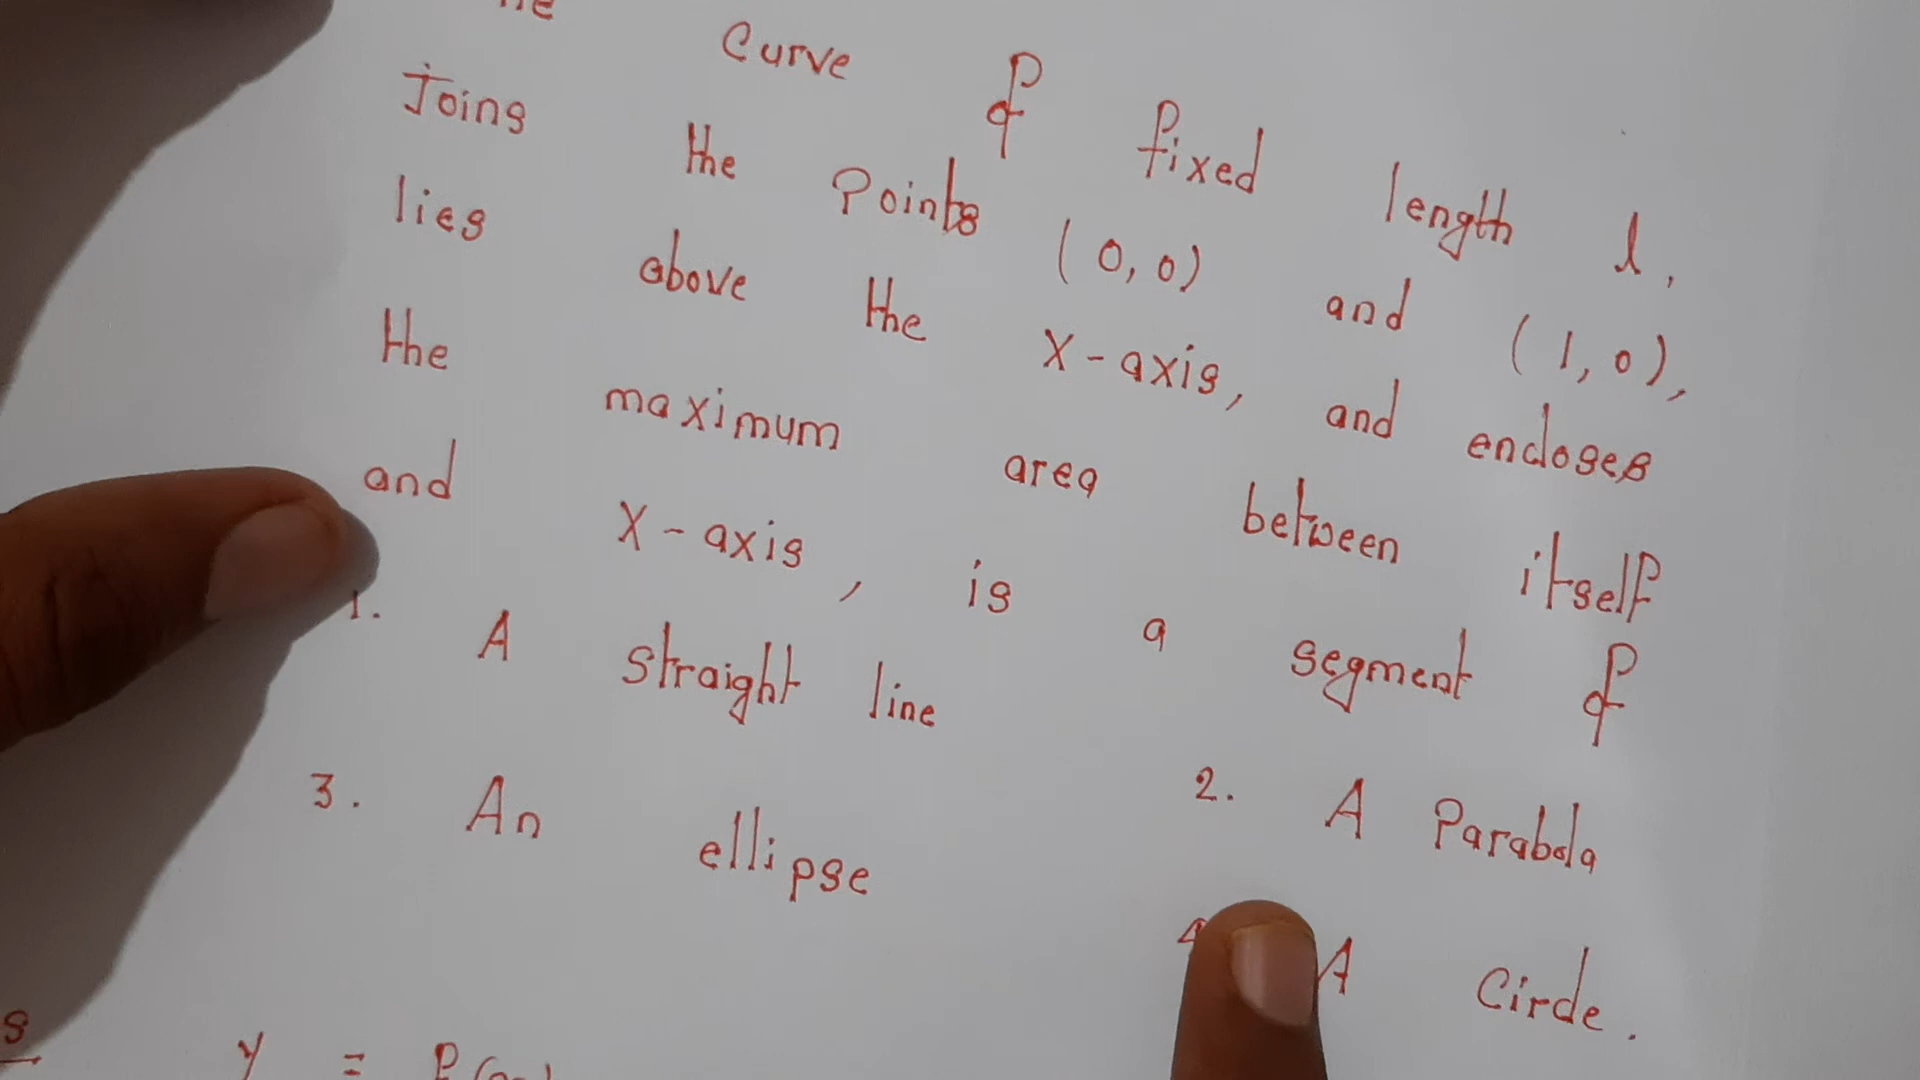 Curve of fixed length l,
Joins the Points (0,0) and (1,0),
lies above the X-axis, and encloses
the maximum area between itself
and X-axis, is a segment of
1. A straight line
2. A Parabola
3. An ellipse
4 A Circle.
y =